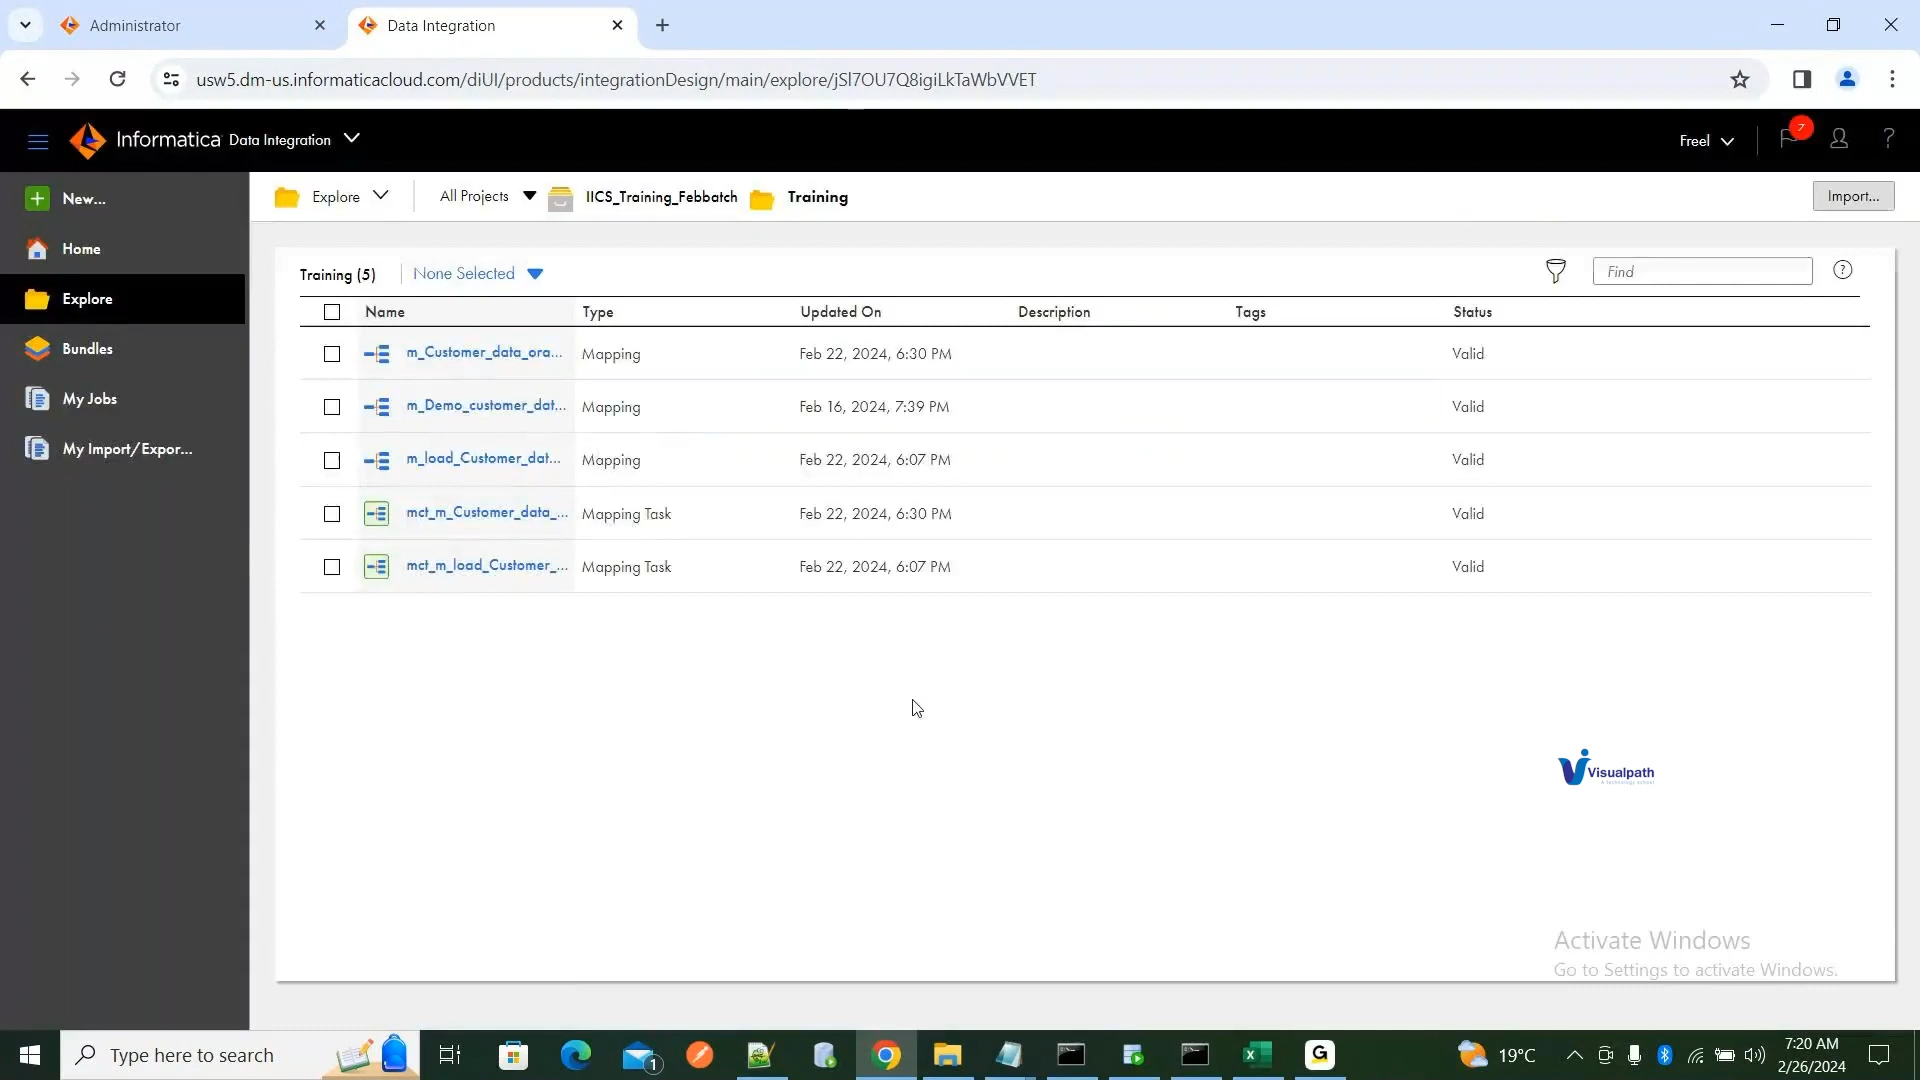 Administrator
Data Integration
usw5.dm-us.informaticacloud.com/diUI/products/integrationDesign/main/explore/jSl7OU7Q8igiLkTaWbVVET
Informatica Data Integration
Freel
7
?
New...
Home
Explore
Bundles
My Jobs
My Import/Expor...
Explore
All Projects
IICS_Training_Febbatch
Training
Import...
Training (5)
None Selected
Find
?
Name Type Updated On Description Tags Status
m_Customer_data_ora... Mapping Feb 22, 2024, 6:30 PM Valid
m_Demo_customer_dat... Mapping Feb 16, 2024, 7:39 PM Valid
m_load_Customer_dat... Mapping Feb 22, 2024, 6:07 PM Valid
mct_m_Customer_data_... Mapping Task Feb 22, 2024, 6:30 PM Valid
mct_m_load_Customer_... Mapping Task Feb 22, 2024, 6:07 PM Valid
Visualpath
Activate Windows
Go to Settings to activate Windows.
Type here to search
1
G
19°C
7:20 AM
2/26/2024